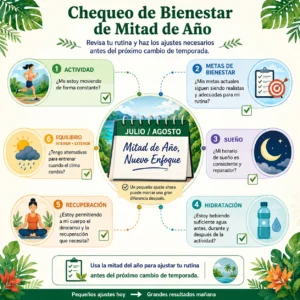 Chequeo de Bienestar
de Mitad de Año
Revisa tu rutina y haz los ajustes necesarios
antes del próximo cambio de temporada.
1 ACTIVIDAD
¿Me estoy moviendo
de forma constante?
2 METAS DE
BIENESTAR
¿Mis metas actuales
siguen siendo realistas
y adecuadas para mi
rutina?
6 EQUILIBRIO
INTERIOR - EXTERIOR
¿Tengo alternativas
para entrenar
cuando el clima
cambia?
JULIO / AGOSTO
Mitad de Año,
Nuevo Enfoque
Un pequeño ajuste ahora
puede marcar una gran
diferencia después.
3 SUEÑO
¿Mi horario
de sueño es
consistente y
reparador?
5 RECUPERACIÓN
¿Estoy permitiendo
a mi cuerpo el
descanso y la
recuperación
que necesita?
4 HIDRATACIÓN
¿Estoy bebiendo
suficiente agua
antes, durante y
después de la
actividad?
Usa la mitad del año para ajustar tu rutina
antes del próximo cambio de temporada.
Pequeños ajustes hoy → Grandes resultados mañana